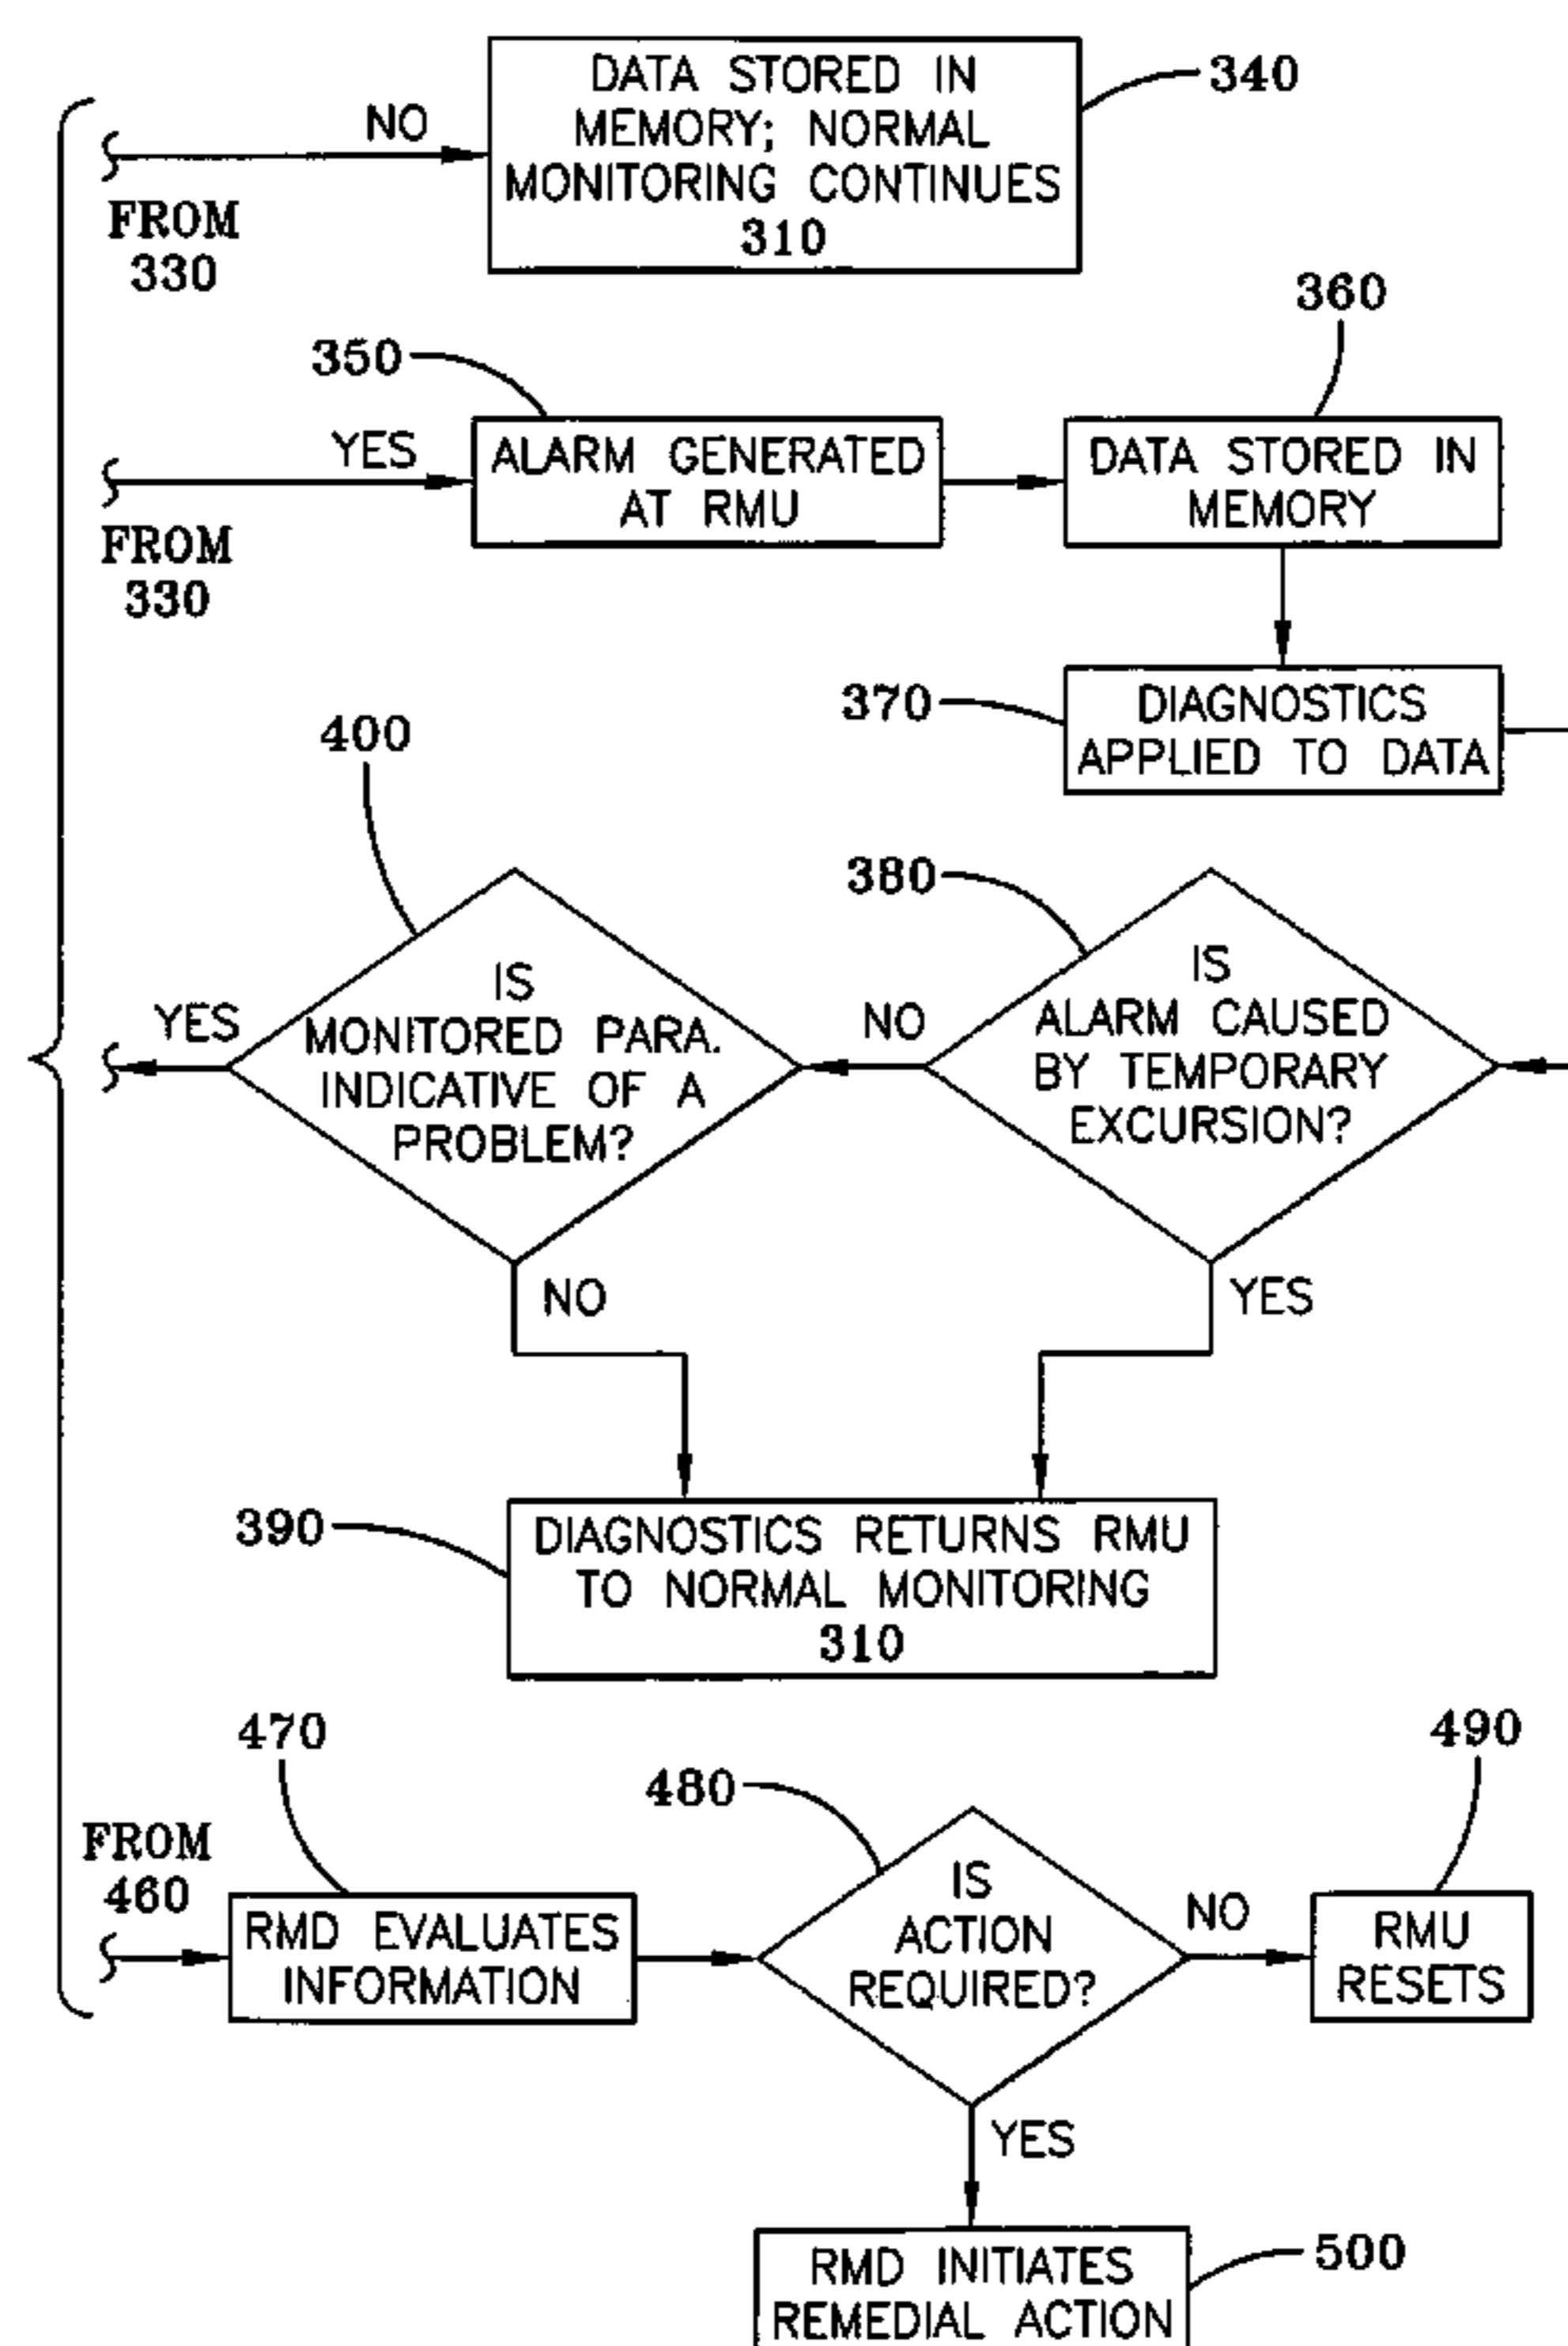 DATA STORED IN
MEMORY; NORMAL
MONITORING CONTINUES
310
340
NO
FROM
330
360
350
YES
ALARM GENERATED
AT RMU
DATA STORED IN
MEMORY
FROM
330
370
DIAGNOSTICS
APPLIED TO DATA
400
380
IS
MONITORED PARA.
INDICATIVE OF A
PROBLEM?
YES
NO
IS
ALARM CAUSED
BY TEMPORARY
EXCURSION?
NO
YES
390
DIAGNOSTICS RETURNS RMU
TO NORMAL MONITORING
310
470
480
490
FROM
460
RMD EVALUATES
INFORMATION
IS
ACTION
REQUIRED?
NO
RMU
RESETS
YES
RMD INITIATES
REMEDIAL ACTION
500